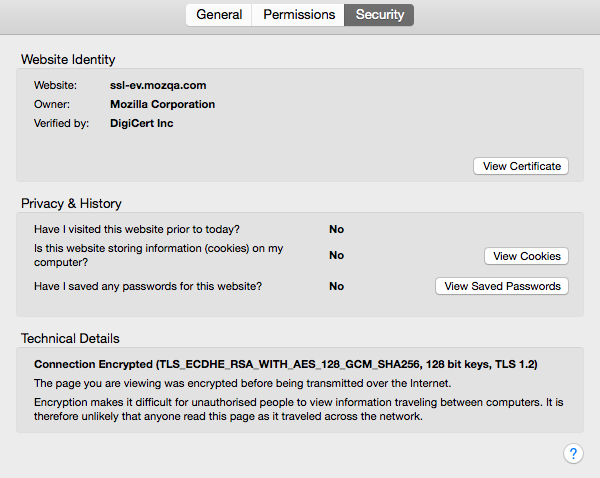 General Permissions Security
Website Identity
Website: ssl-ev.mozqa.com
Owner: Mozilla Corporation
Verified by: DigiCert Inc
View Certificate
Privacy & History
Have I visited this website prior to today? No
Is this website storing information (cookies) on my
computer? No View Cookies
Have I saved any passwords for this website? No View Saved Passwords
Technical Details
Connection Encrypted (TLS_ECDHE_RSA_WITH_AES_128_GCM_SHA256, 128 bit keys, TLS 1.2)
The page you are viewing was encrypted before being transmitted over the Internet.
Encryption makes it difficult for unauthorised people to view information traveling between computers. It is
therefore unlikely that anyone read this page as it traveled across the network.
?